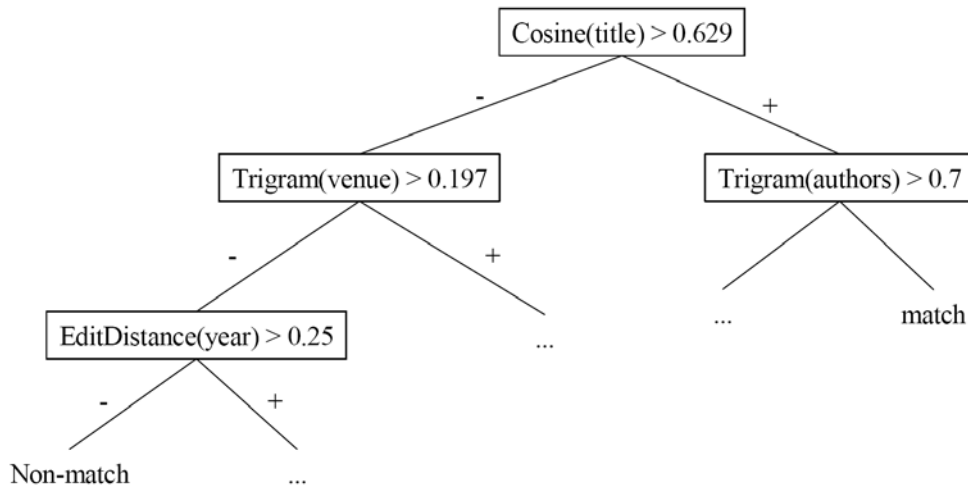 Cosine(title) > 0.629
-
+
Trigram(venue) > 0.197
Trigram(authors) > 0.7
-
+
...
...
match
EditDistance(year) > 0.25
-
+
Non-match
...